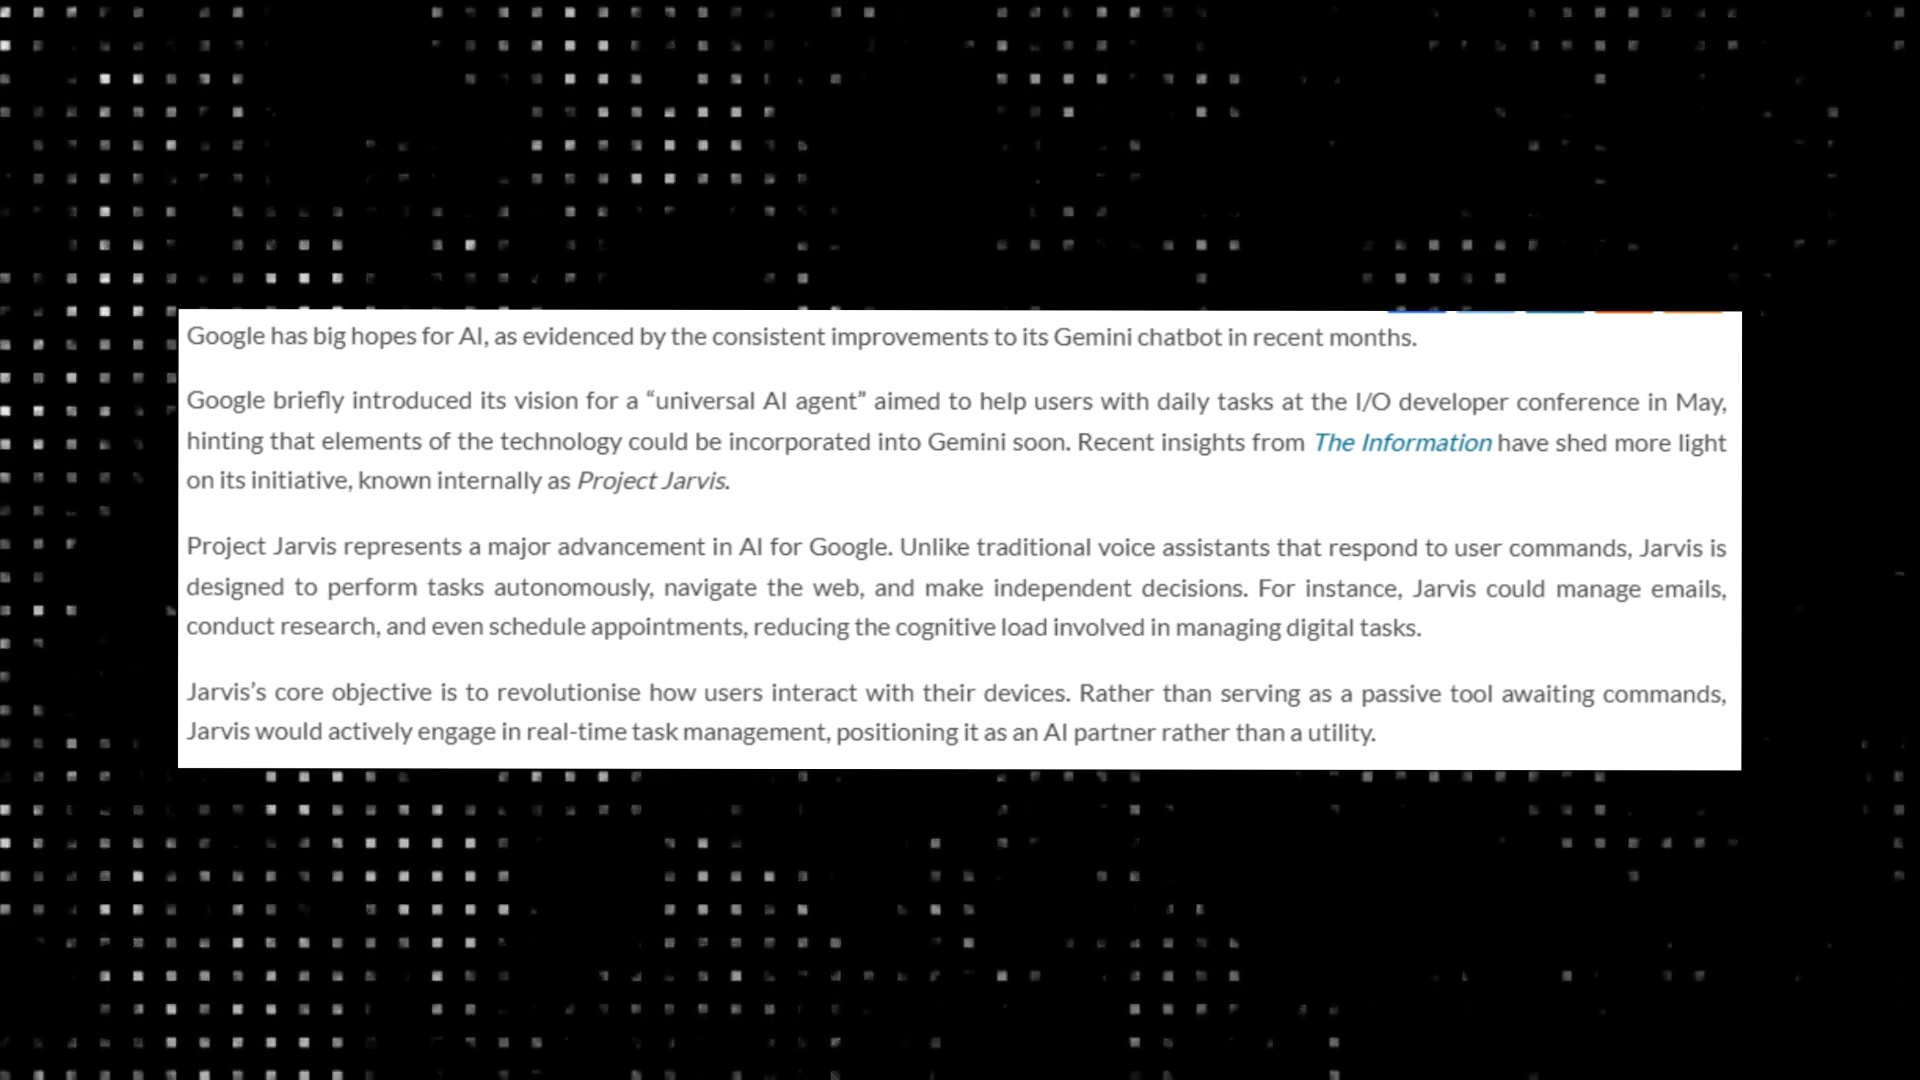 Google has big hopes for AI, as evidenced by the consistent improvements to its Gemini chatbot in recent months.
Google briefly introduced its vision for a “universal AI agent” aimed to help users with daily tasks at the I/O developer conference in May,
hinting that elements of the technology could be incorporated into Gemini soon. Recent insights from The Information have shed more light
on its initiative, known internally as Project Jarvis.
Project Jarvis represents a major advancement in AI for Google. Unlike traditional voice assistants that respond to user commands, Jarvis is
designed to perform tasks autonomously, navigate the web, and make independent decisions. For instance, Jarvis could manage emails,
conduct research, and even schedule appointments, reducing the cognitive load involved in managing digital tasks.
Jarvis’s core objective is to revolutionise how users interact with their devices. Rather than serving as a passive tool awaiting commands,
Jarvis would actively engage in real-time task management, positioning it as an AI partner rather than a utility.